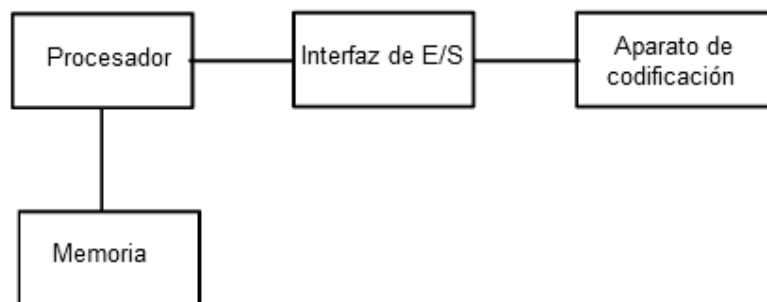 Procesador
Interfaz de E/S
Aparato de
codificación
Memoria